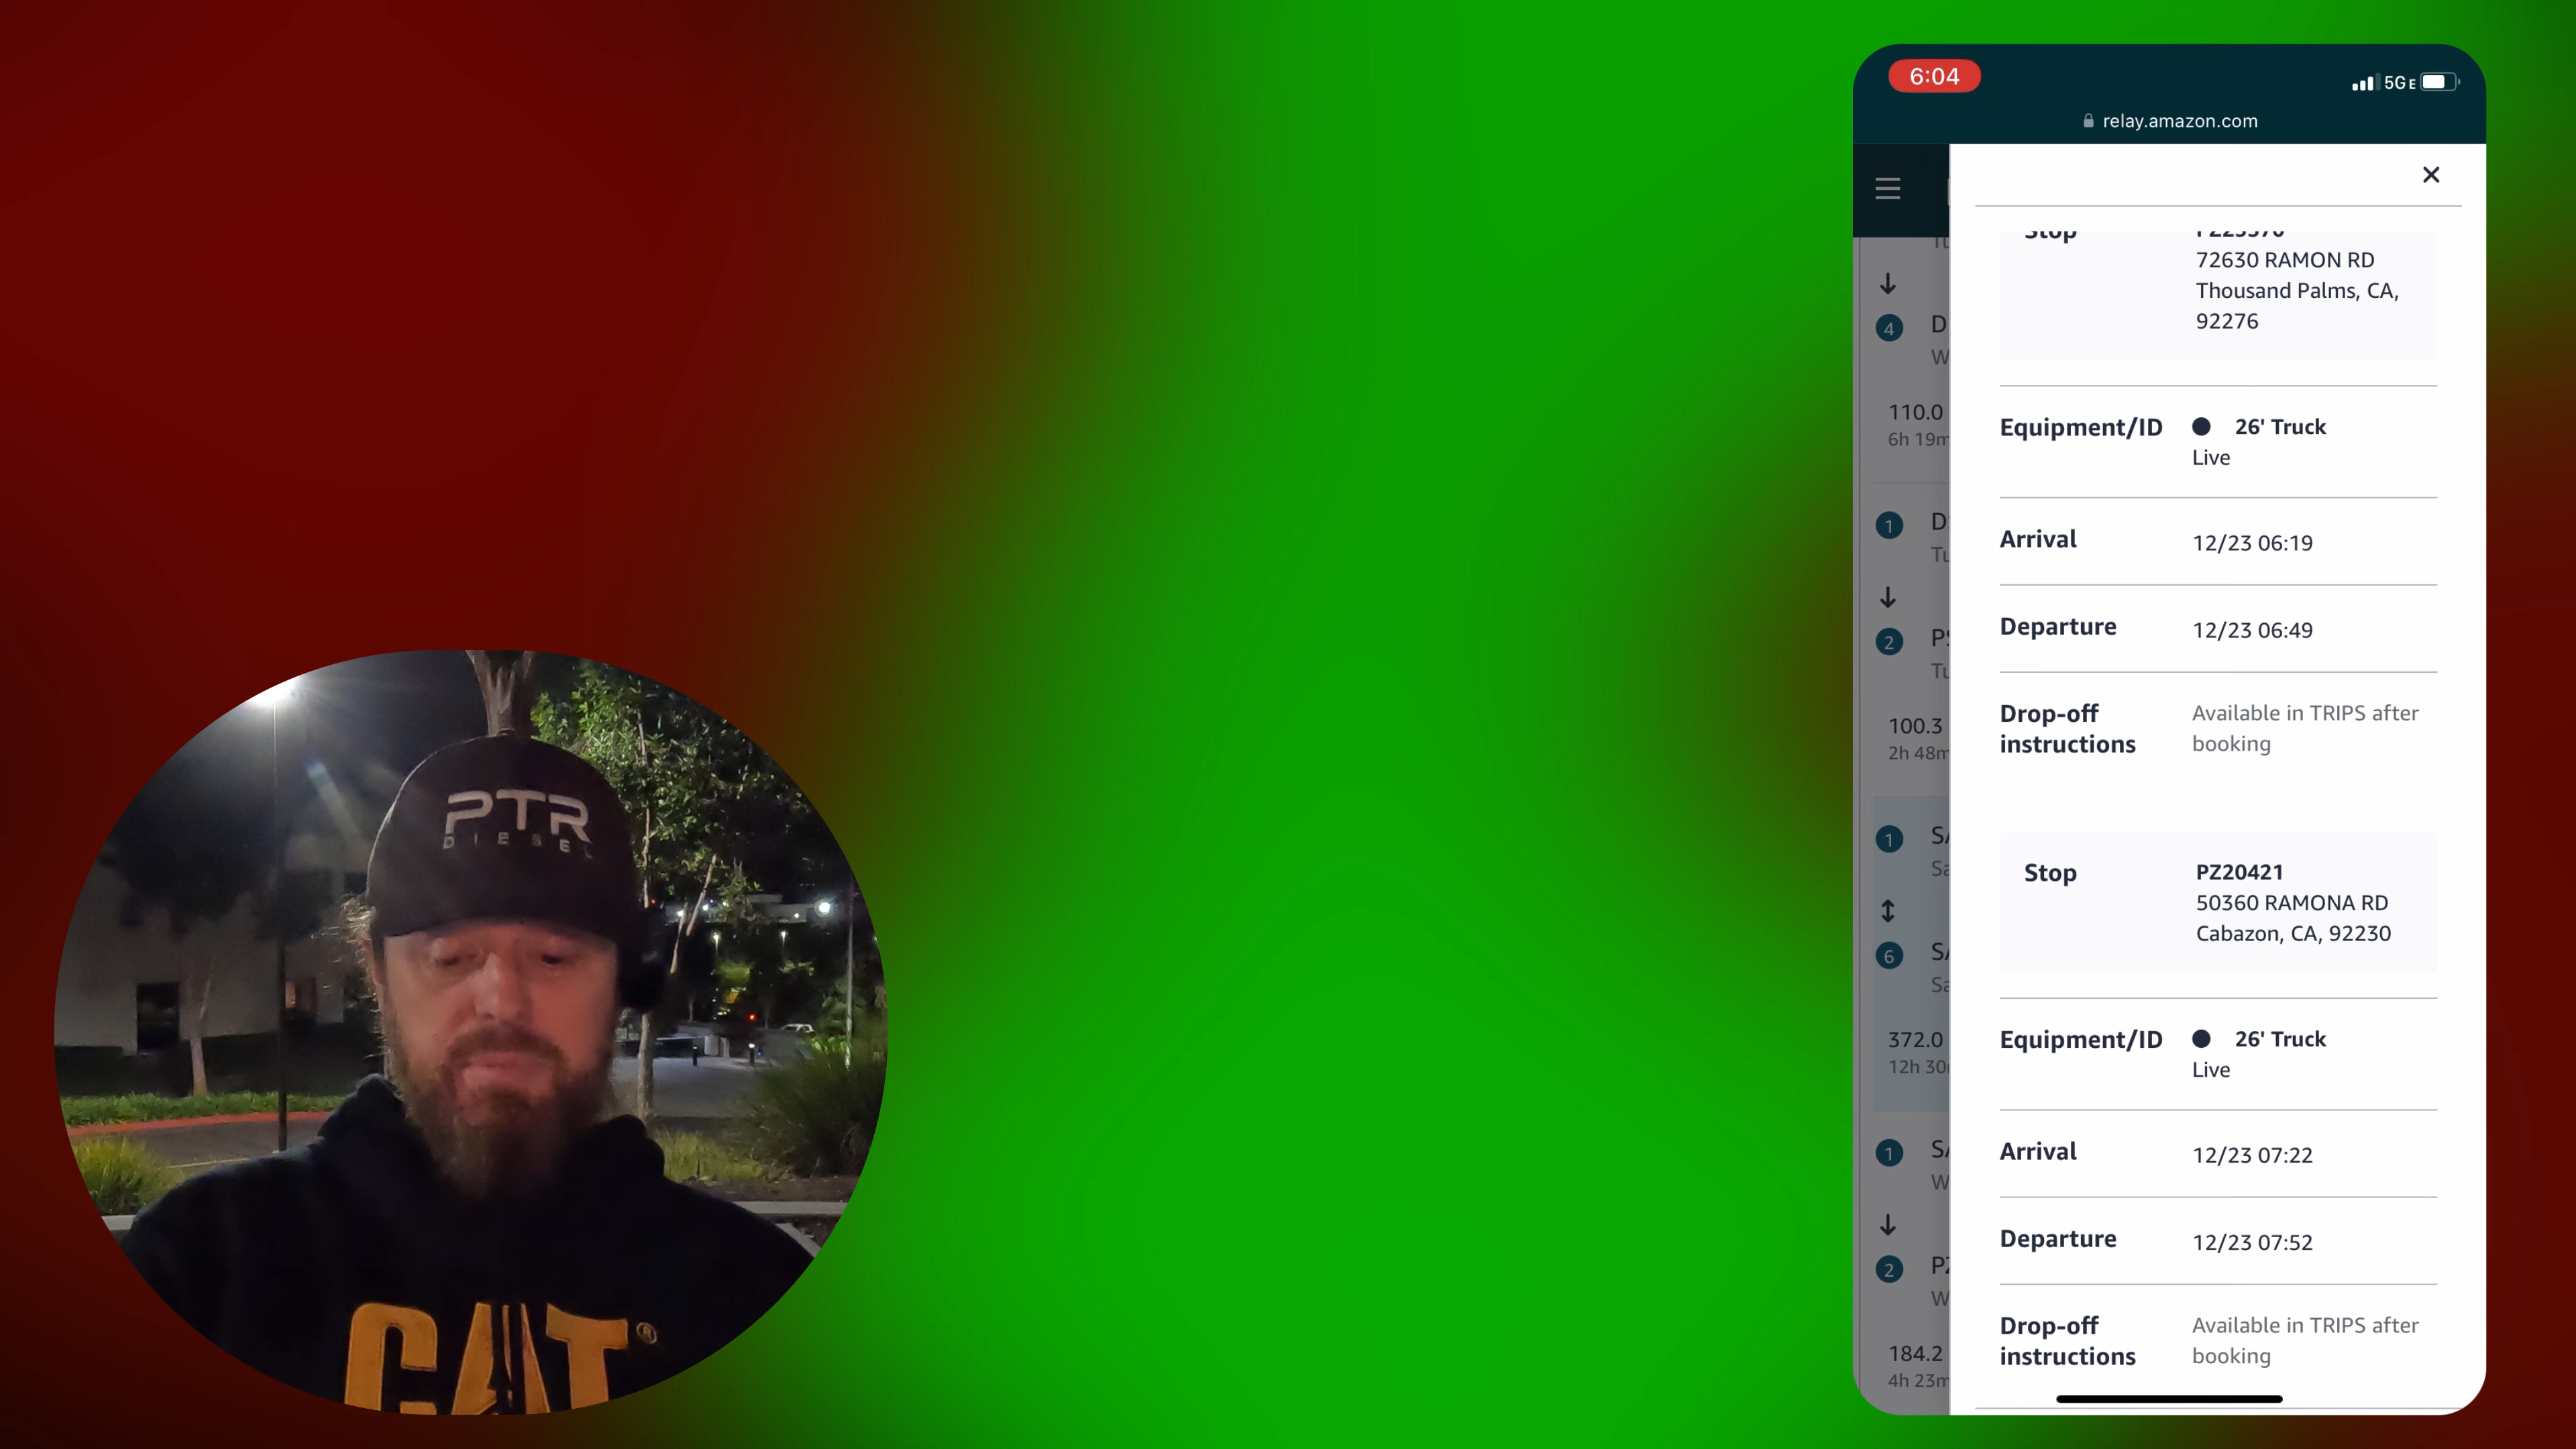 6:04
5GE
relay.amazon.com
Stop
72630 RAMON RD
Thousand Palms, CA,
92276
Equipment/ID
26' Truck
Live
Arrival
12/23 06:19
Departure
12/23 06:49
Drop-off
instructions
Available in TRIPS after
booking
Stop
PZ20421
50360 RAMONA RD
Cabazon, CA, 92230
Equipment/ID
26' Truck
Live
Arrival
12/23 07:22
Departure
12/23 07:52
Drop-off
instructions
Available in TRIPS after
booking
4
110.0
6h 19m
1
2
100.3
2h 48m
1
6
372.0
12h 30
1
2
184.2
4h 23m
PTR
DIESEL
CAT®